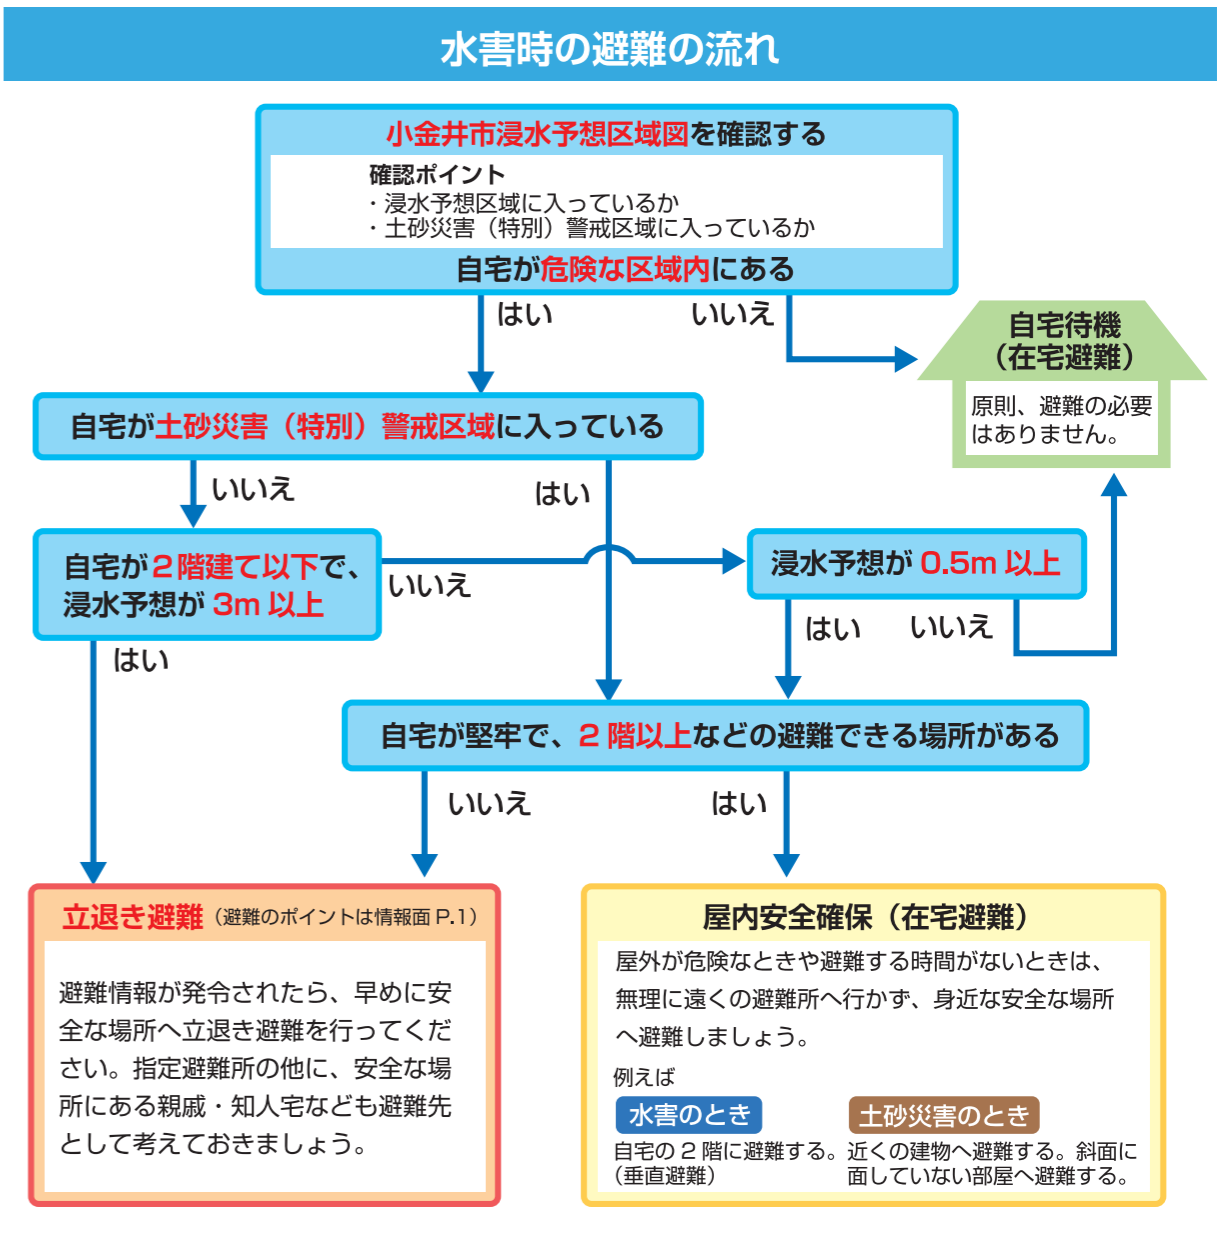 水害時の避難の流れ
小金井市浸水予想区域図を確認する
確認ポイント
・浸水予想区域に入っているか
・土砂災害（特別）警戒区域に入っているか
自宅が危険な区域内にある
はい
いいえ
自宅待機
（在宅避難）
原則、避難の必要
はありません。
自宅が土砂災害（特別）警戒区域に入っている
いいえ
はい
自宅が２階建て以下で、
浸水予想が 3m 以上
いいえ
浸水予想が 0.5m 以上
はい
はい
いいえ
自宅が堅牢で、２階以上などの避難できる場所がある
いいえ
はい
立退き避難（避難のポイントは情報面 P.1）
避難情報が発令されたら、早めに安
全な場所へ立退き避難を行ってくだ
さい。指定避難所の他に、安全な場
所にある親戚・知人宅なども避難先
として考えておきましょう。
屋内安全確保（在宅避難）
屋外が危険なときや避難する時間がないときは、
無理に遠くの避難所へ行かず、身近な安全な場所
へ避難しましょう。
例えば
水害のとき
自宅の２階に避難する。
（垂直避難）
土砂災害のとき
近くの建物へ避難する。斜面に
面していない部屋へ避難する。